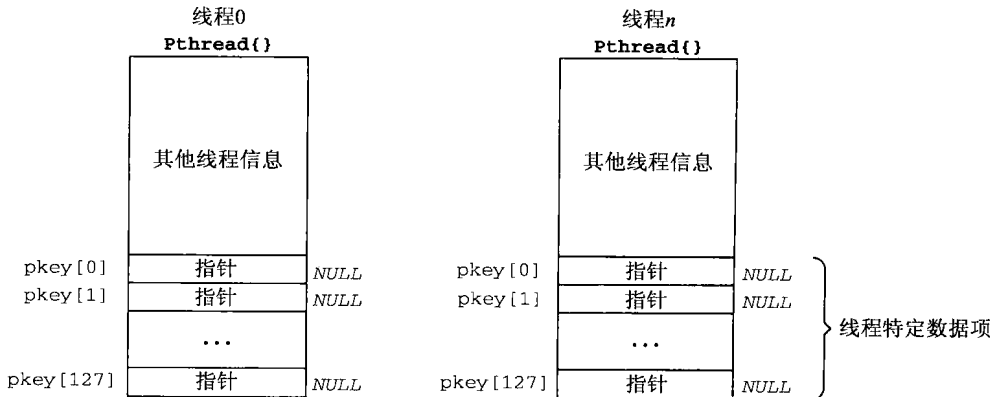 线程0
Pthread{}
其他线程信息
pkey[0] 指针 NULL
pkey[1] 指针 NULL
...
pkey[127] 指针 NULL
线程n
Pthread{}
其他线程信息
pkey[0] 指针 NULL
pkey[1] 指针 NULL
...
pkey[127] 指针 NULL
线程特定数据项